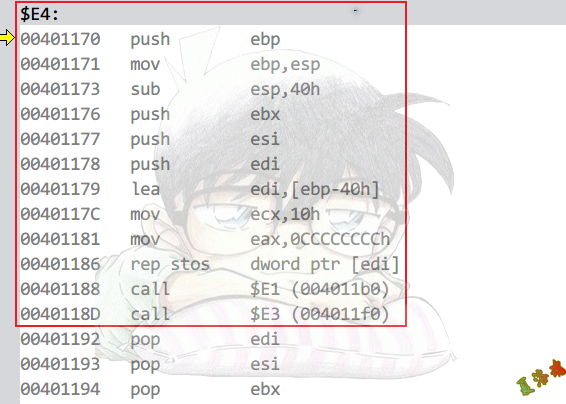 $E4:
00401170 push ebp
00401171 mov ebp,esp
00401173 sub esp,40h
00401176 push ebx
00401177 push esi
00401178 push edi
00401179 lea edi,[ebp-40h]
0040117C mov ecx,10h
00401181 mov eax,0CCCCCCCCh
00401186 rep stos dword ptr [edi]
00401188 call $E1 (004011b0)
0040118D call $E3 (004011f0)
00401192 pop edi
00401193 pop esi
00401194 pop ebx